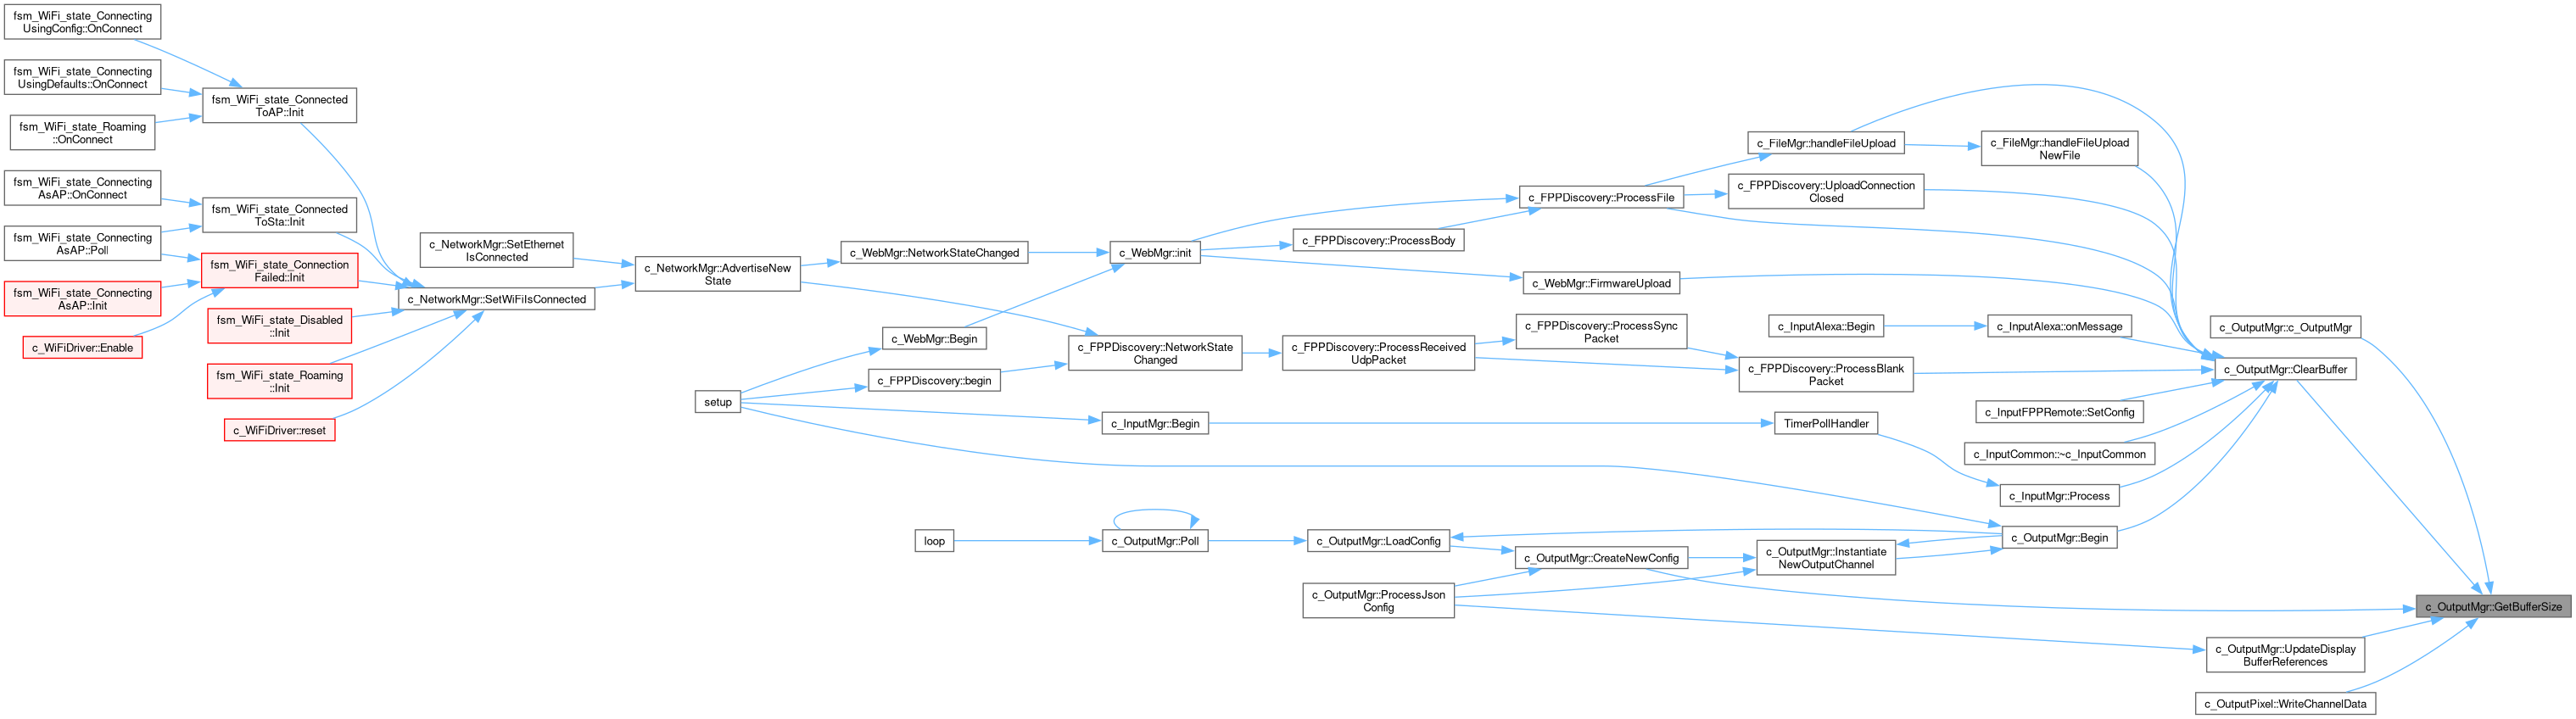 fsm_WiFi_state_Connecting
UsingConfig::OnConnect
fsm_WiFi_state_Connecting
UsingDefaults::OnConnect
fsm_WiFi_state_Roaming
::OnConnect
fsm_WiFi_state_Connecting
AsAP::OnConnect
fsm_WiFi_state_Connecting
AsAP::Poll
fsm_WiFi_state_Connecting
AsAP::Init
c_WiFiDriver::Enable
fsm_WiFi_state_Connected
ToAP::Init
fsm_WiFi_state_Connected
ToSta::Init
fsm_WiFi_state_Connection
Failed::Init
fsm_WiFi_state_Disabled
::Init
fsm_WiFi_state_Roaming
::Init
c_WiFiDriver::reset
c_NetworkMgr::SetEthernet
IsConnected
c_NetworkMgr::SetWiFiIsConnected
c_NetworkMgr::AdvertiseNew
State
setup
c_WebMgr::NetworkStateChanged
c_WebMgr::Begin
c_FPPDiscovery::begin
loop
c_WebMgr::init
c_FPPDiscovery::NetworkState
Changed
c_InputMgr::Begin
c_OutputMgr::Poll
c_FPPDiscovery::ProcessBody
c_FPPDiscovery::ProcessReceived
UdpPacket
c_OutputMgr::LoadConfig
c_OutputMgr::ProcessJson
Config
c_FPPDiscovery::ProcessFile
c_WebMgr::FirmwareUpload
c_FPPDiscovery::ProcessSync
Packet
c_OutputMgr::CreateNewConfig
c_FileMgr::handleFileUpload
c_FPPDiscovery::UploadConnection
Closed
c_InputAlexa::Begin
c_FPPDiscovery::ProcessBlank
Packet
TimerPollHandler
c_OutputMgr::Instantiate
NewOutputChannel
c_FileMgr::handleFileUpload
NewFile
c_InputAlexa::onMessage
c_InputFPPRemote::SetConfig
c_InputCommon::~c_InputCommon
c_InputMgr::Process
c_OutputMgr::Begin
c_OutputMgr::c_OutputMgr
c_OutputMgr::ClearBuffer
c_OutputMgr::UpdateDisplay
BufferReferences
c_OutputPixel::WriteChannelData
c_OutputMgr::GetBufferSize